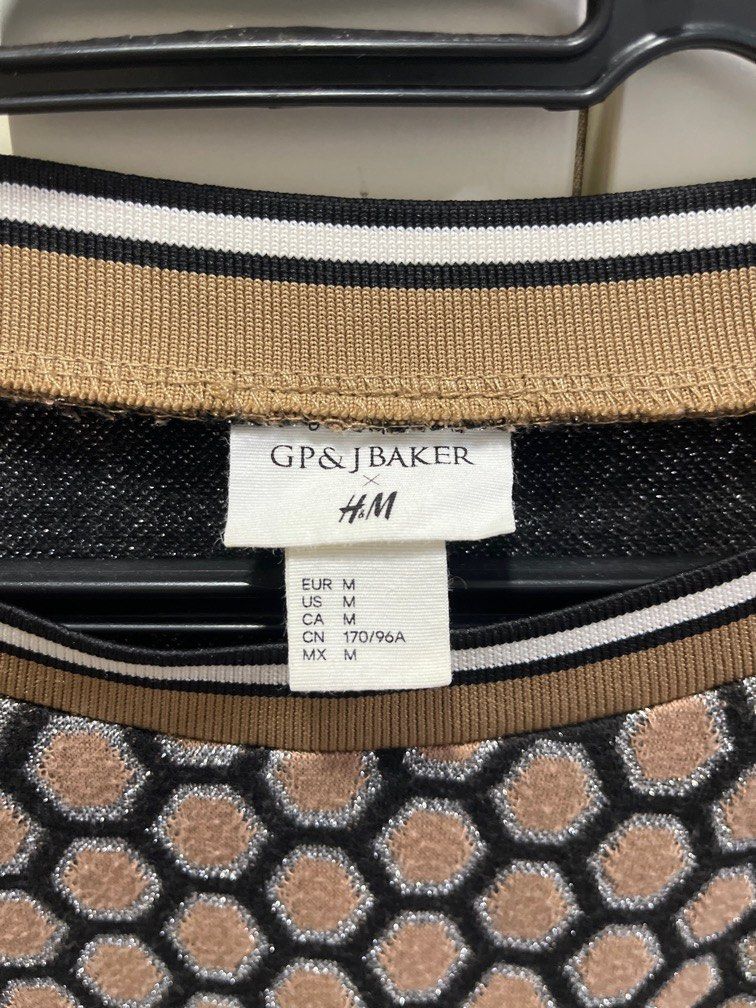 GP&J BAKER
×
H&M
EUR M
US M
CA M
CN 170/96A
MX M